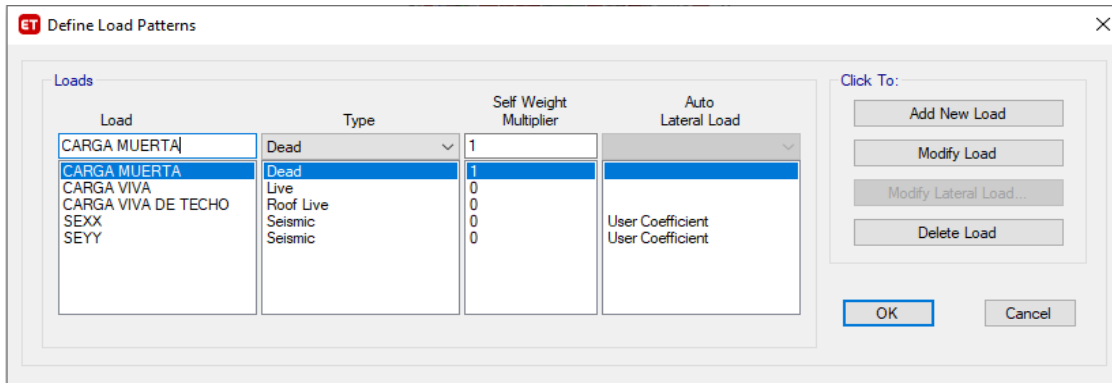 ET Define Load Patterns
Loads
Load Type Self Weight Multiplier Auto Lateral Load
CARGA MUERTA Dead 1
CARGA MUERTA Dead 1
CARGA VIVA Live 0
CARGA VIVA DE TECHO Roof Live 0
SEXX Seismic 0 User Coefficient
SEYY Seismic 0 User Coefficient
Click To:
Add New Load
Modify Load
Modify Lateral Load...
Delete Load
OK Cancel